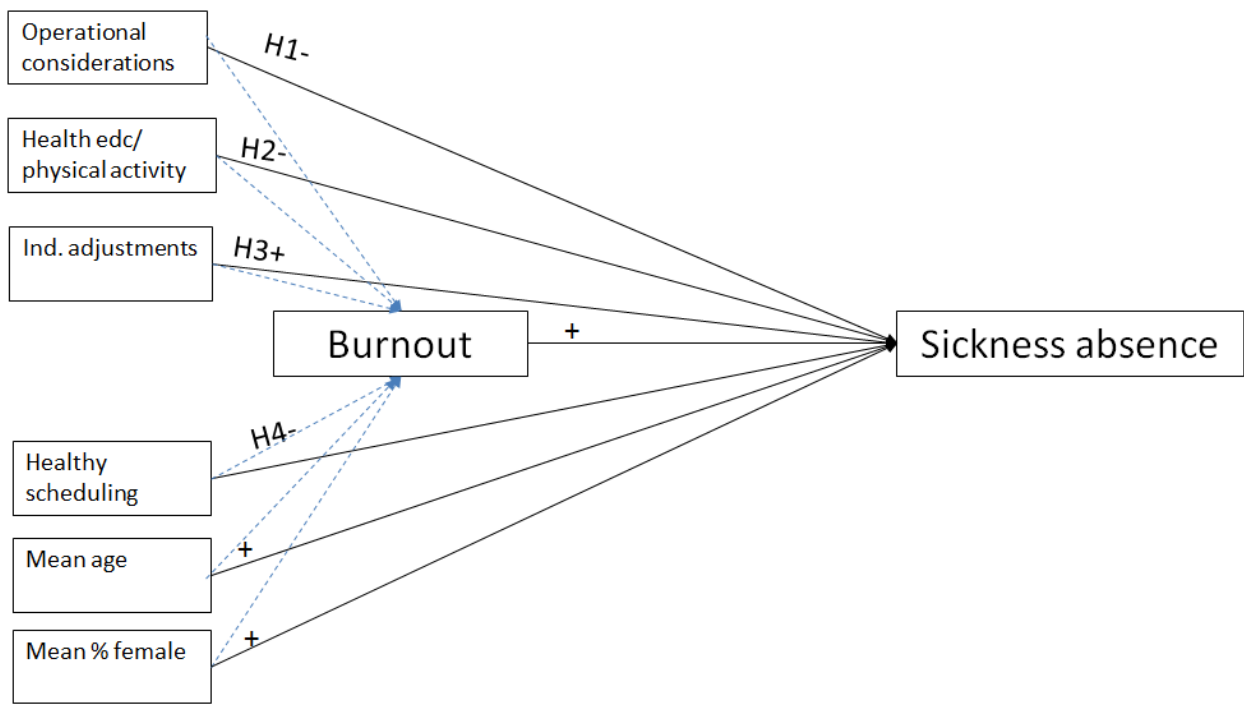 Operational
considerations
H1-
Health edc/
physical activity
H2-
Ind. adjustments
H3+
Burnout
+
Sickness absence
H4-
Healthy
scheduling
Mean age
+
Mean % female
+